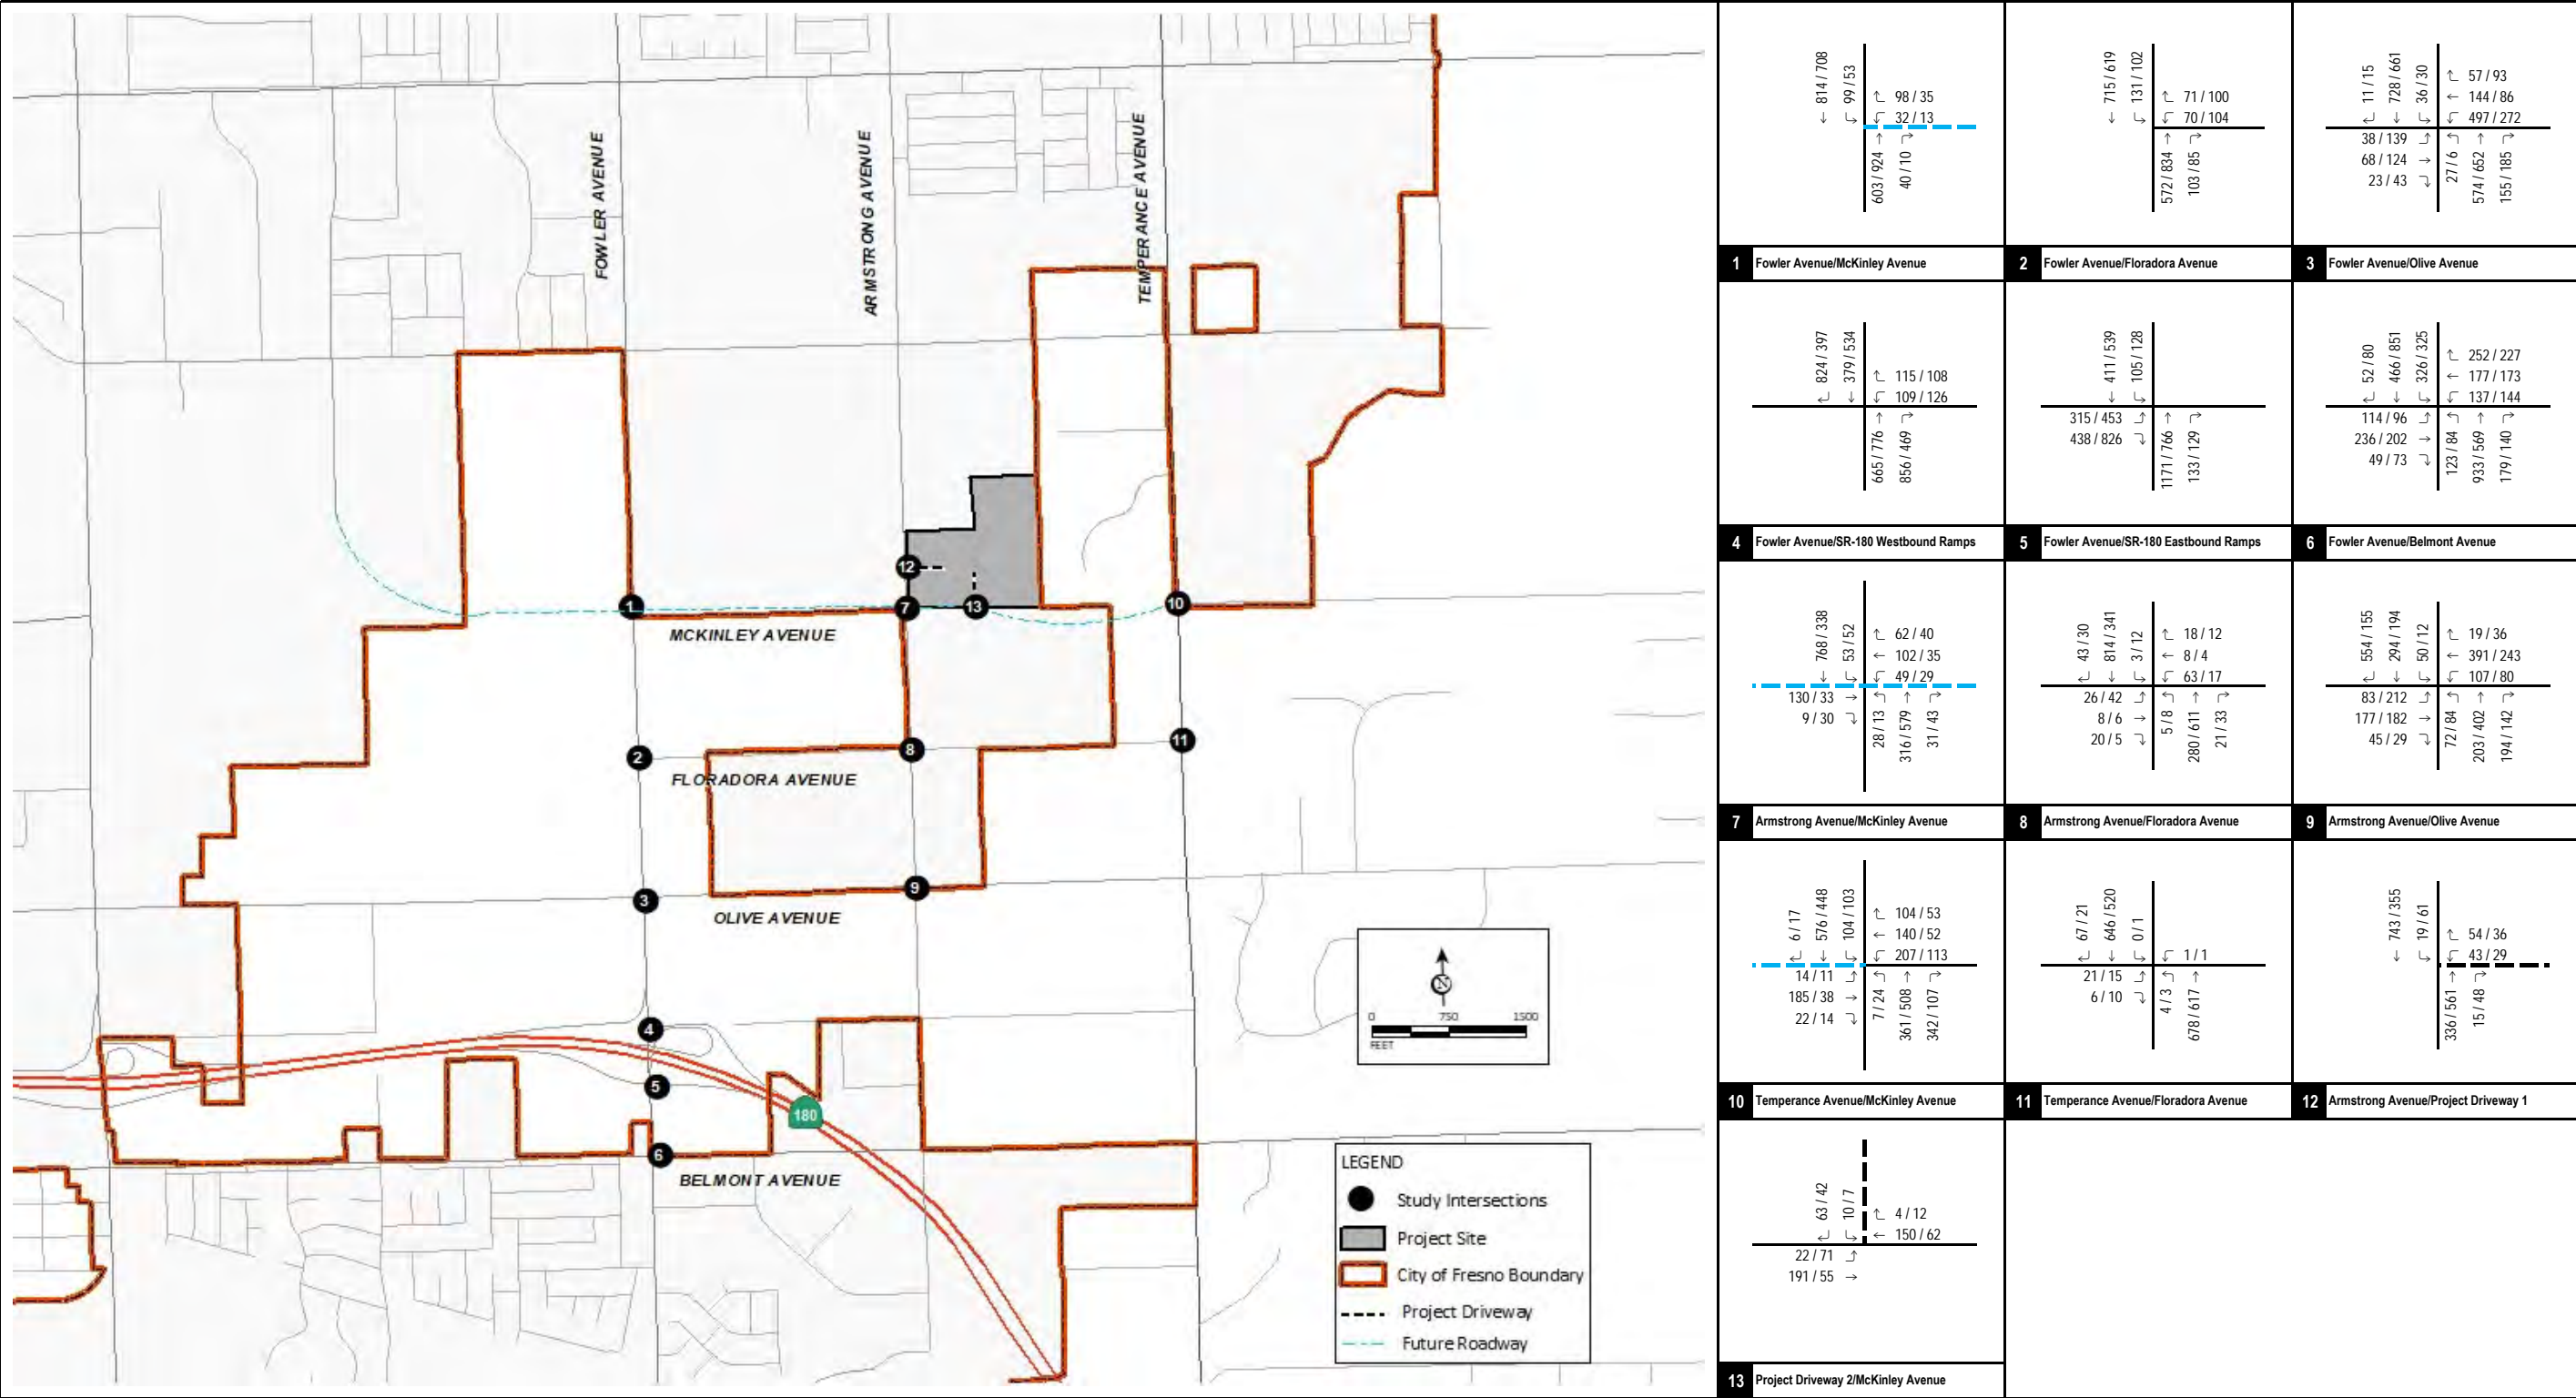 FOWLER AVENUE
ARMSTRONG AVENUE
TEMPERANCE AVENUE
1
7
13
10
12
MCKINLEY AVENUE
2
8
11
FLORADORA AVENUE
3
9
OLIVE AVENUE
4
5
180
6
BELMONT AVENUE
N
0 750 1500
FEET
LEGEND
Study Intersections
Project Site
City of Fresno Boundary
Project Driveway
Future Roadway
814 / 708
99 / 53
98 / 35
32 / 13
603 / 924
40 / 10
1 Fowler Avenue/McKinley Avenue
715 / 619
131 / 102
71 / 100
70 / 104
572 / 834
103 / 85
2 Fowler Avenue/Floradora Avenue
11 / 15
728 / 661
36 / 30
57 / 93
144 / 86
497 / 272
38 / 139
68 / 124
23 / 43
27 / 6
574 / 652
155 / 185
3 Fowler Avenue/Olive Avenue
824 / 397
379 / 534
115 / 108
109 / 126
665 / 776
856 / 469
4 Fowler Avenue/SR-180 Westbound Ramps
411 / 539
105 / 128
315 / 453
438 / 826
1171 / 766
133 / 129
5 Fowler Avenue/SR-180 Eastbound Ramps
52 / 80
466 / 851
326 / 325
252 / 227
177 / 173
137 / 144
114 / 96
236 / 202
49 / 73
123 / 84
933 / 569
179 / 140
6 Fowler Avenue/Belmont Avenue
768 / 338
53 / 52
62 / 40
102 / 35
49 / 29
130 / 33
9 / 30
28 / 13
316 / 579
31 / 43
7 Armstrong Avenue/McKinley Avenue
43 / 30
814 / 341
3 / 12
18 / 12
8 / 4
63 / 17
26 / 42
8 / 6
20 / 5
5 / 8
280 / 611
21 / 33
8 Armstrong Avenue/Floradora Avenue
554 / 155
294 / 194
50 / 12
19 / 36
391 / 243
107 / 80
83 / 212
177 / 182
45 / 29
72 / 84
203 / 402
194 / 142
9 Armstrong Avenue/Olive Avenue
6 / 17
576 / 448
104 / 103
104 / 53
140 / 52
207 / 113
14 / 11
185 / 38
22 / 14
7 / 24
361 / 508
342 / 107
10 Temperance Avenue/McKinley Avenue
67 / 21
646 / 520
0 / 1
1 / 1
21 / 15
6 / 10
4 / 3
678 / 617
11 Temperance Avenue/Floradora Avenue
743 / 355
19 / 61
54 / 36
43 / 29
336 / 561
15 / 48
12 Armstrong Avenue/Project Driveway 1
63 / 42
10 / 7
4 / 12
150 / 62
22 / 71
191 / 55
13 Project Driveway 2/McKinley Avenue